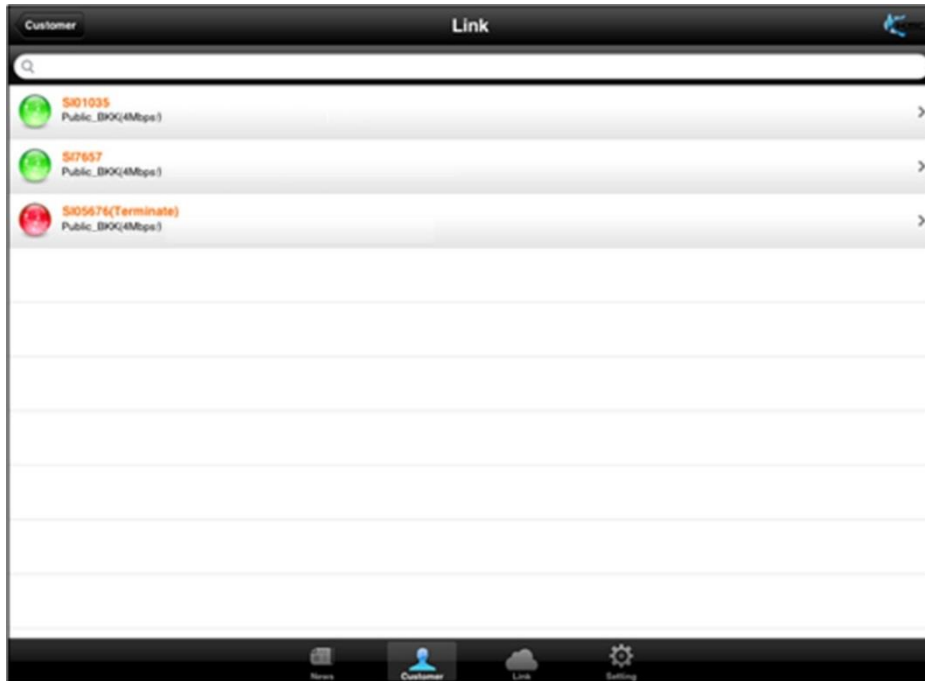 Customer
Link
SI01035
Public_BKK(4Mbps:)
SI7657
Public_BKK(4Mbps:)
SI05676(Terminate)
Public_BKK(4Mbps:)
News
Customer
Link
Setting